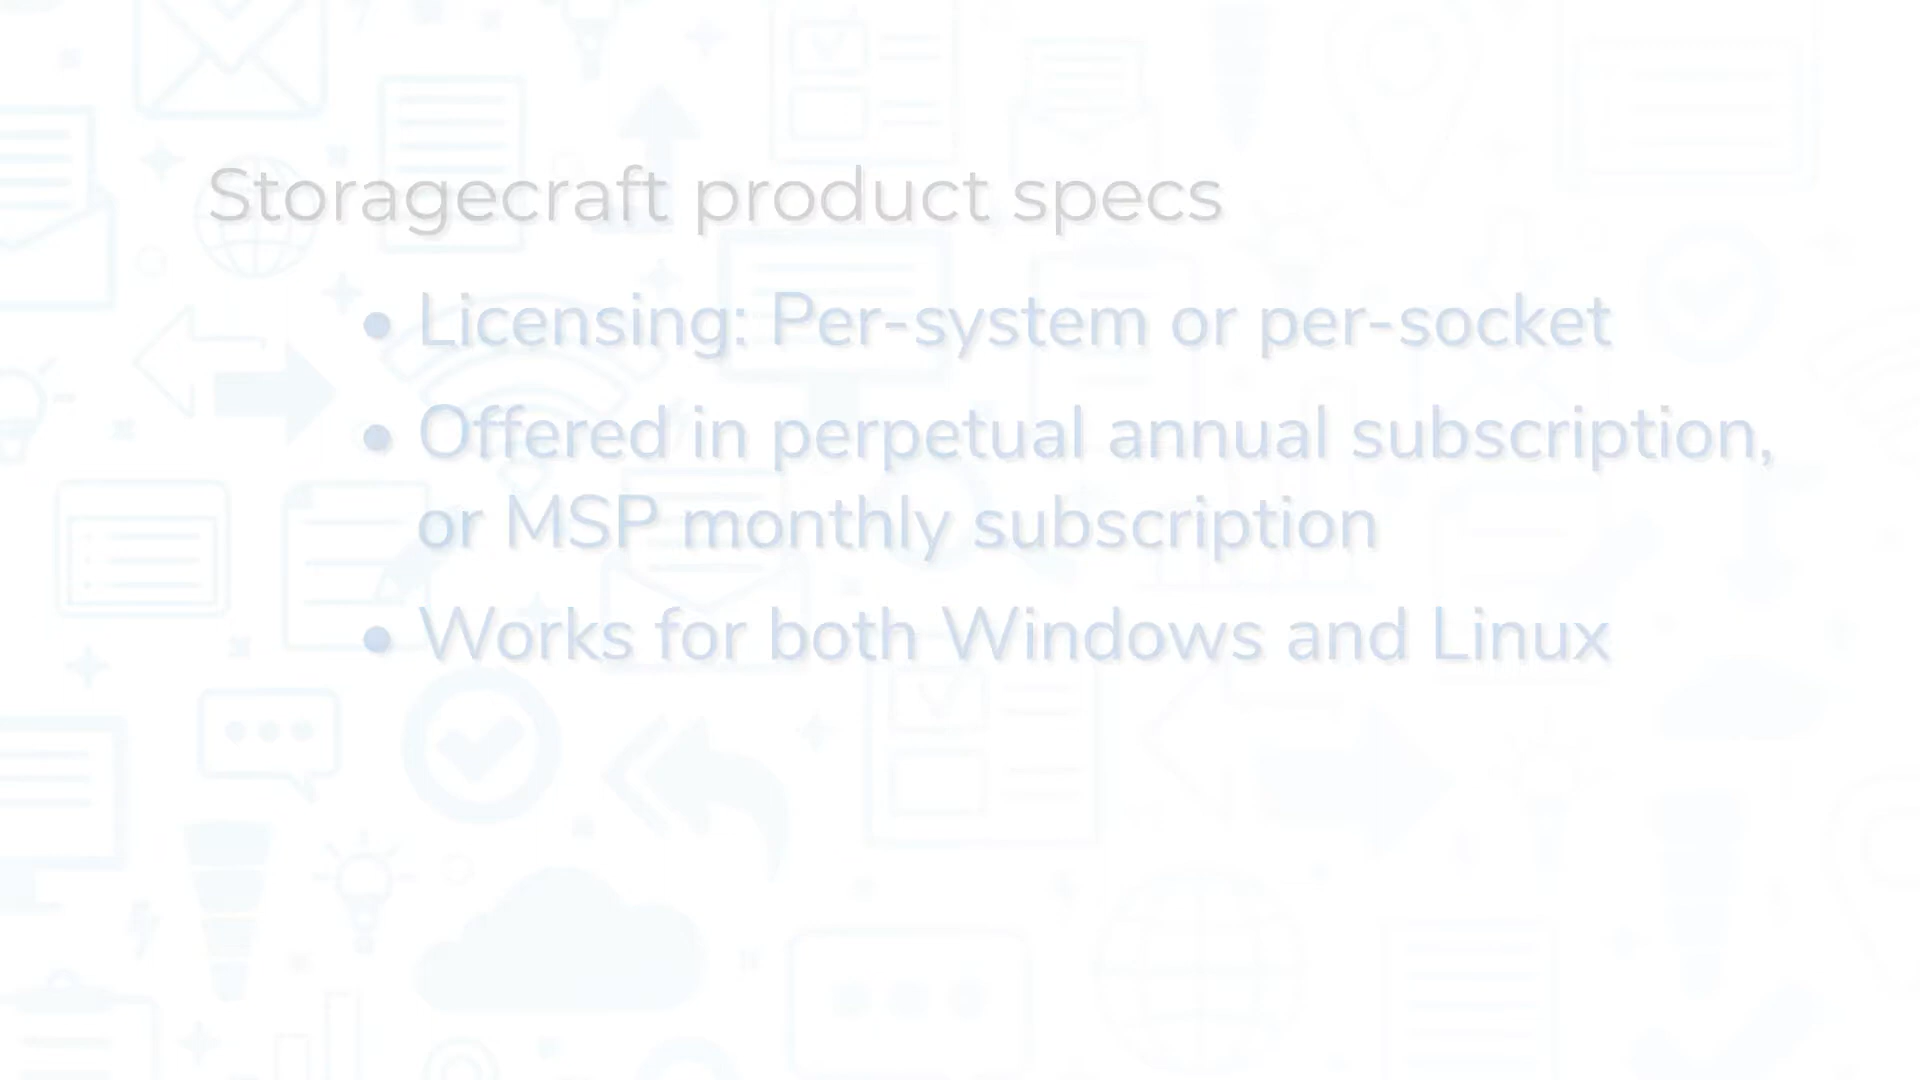 Storagecraft product specs
• Licensing: Per-system or per-socket
• Offered in perpetual annual subscription,
or MSP monthly subscription
• Works for both Windows and Linux